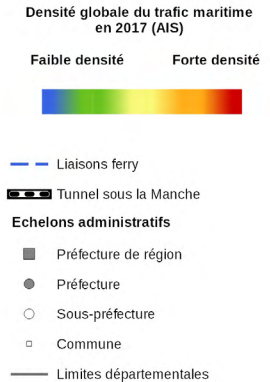 Densité globale du trafic maritime
en 2017 (AIS)
Faible densité Forte densité
Liaisons ferry
Tunnel sous la Manche
Echelons administratifs
Préfecture de région
Préfecture
Sous-préfecture
Commune
Limites départementales